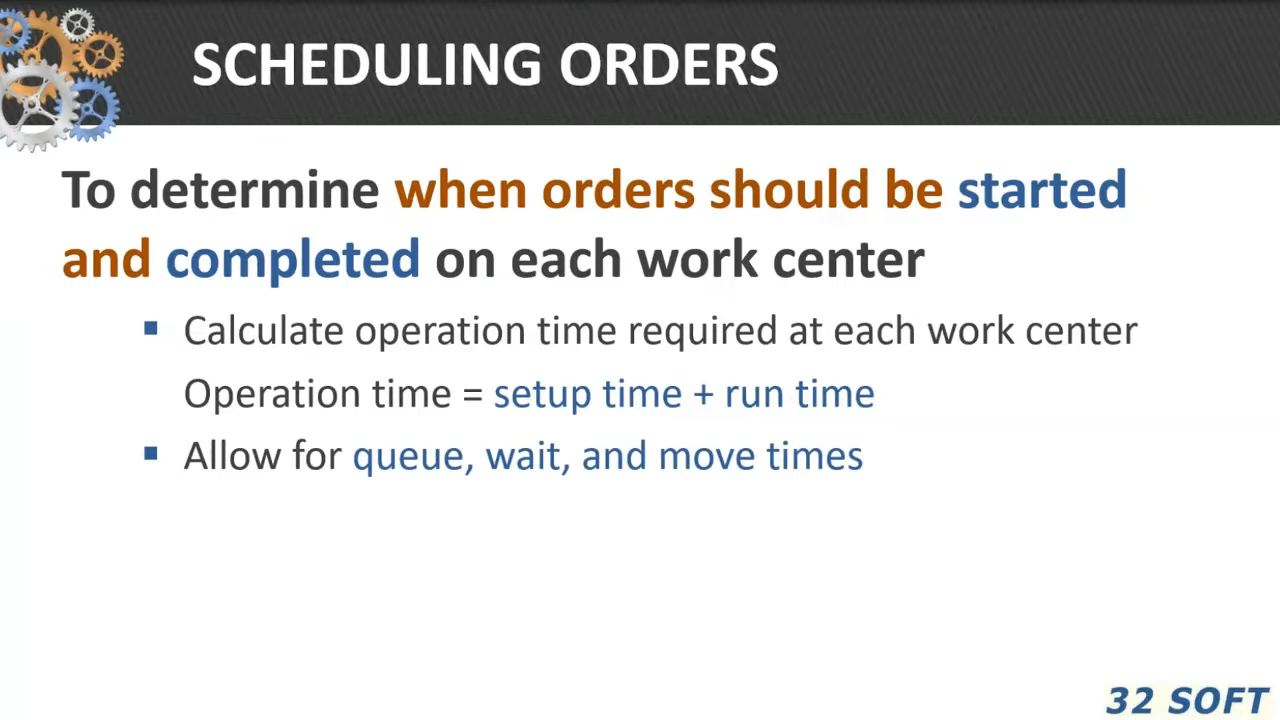 SCHEDULING ORDERS
To determine when orders should be started
and completed on each work center
▪ Calculate operation time required at each work center
Operation time = setup time + run time
▪ Allow for queue, wait, and move times
32 SOFT